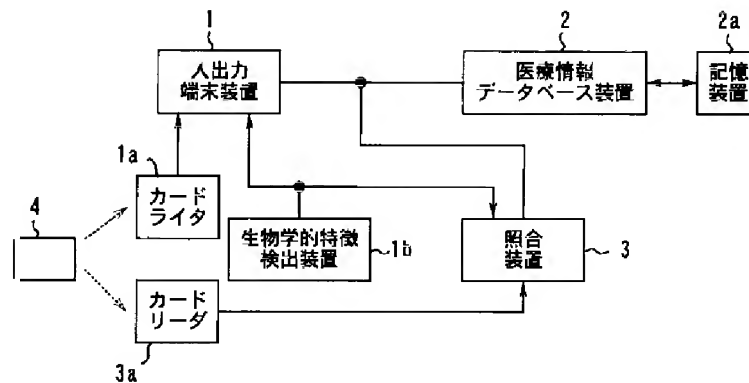 1
入出力
端末装置
2
医療情報
データベース装置
2a
記憶
装置
1a
カード
ライタ
4
生物学的特徴
検出装置
1b
照合
装置
3
カード
リーダ
3a